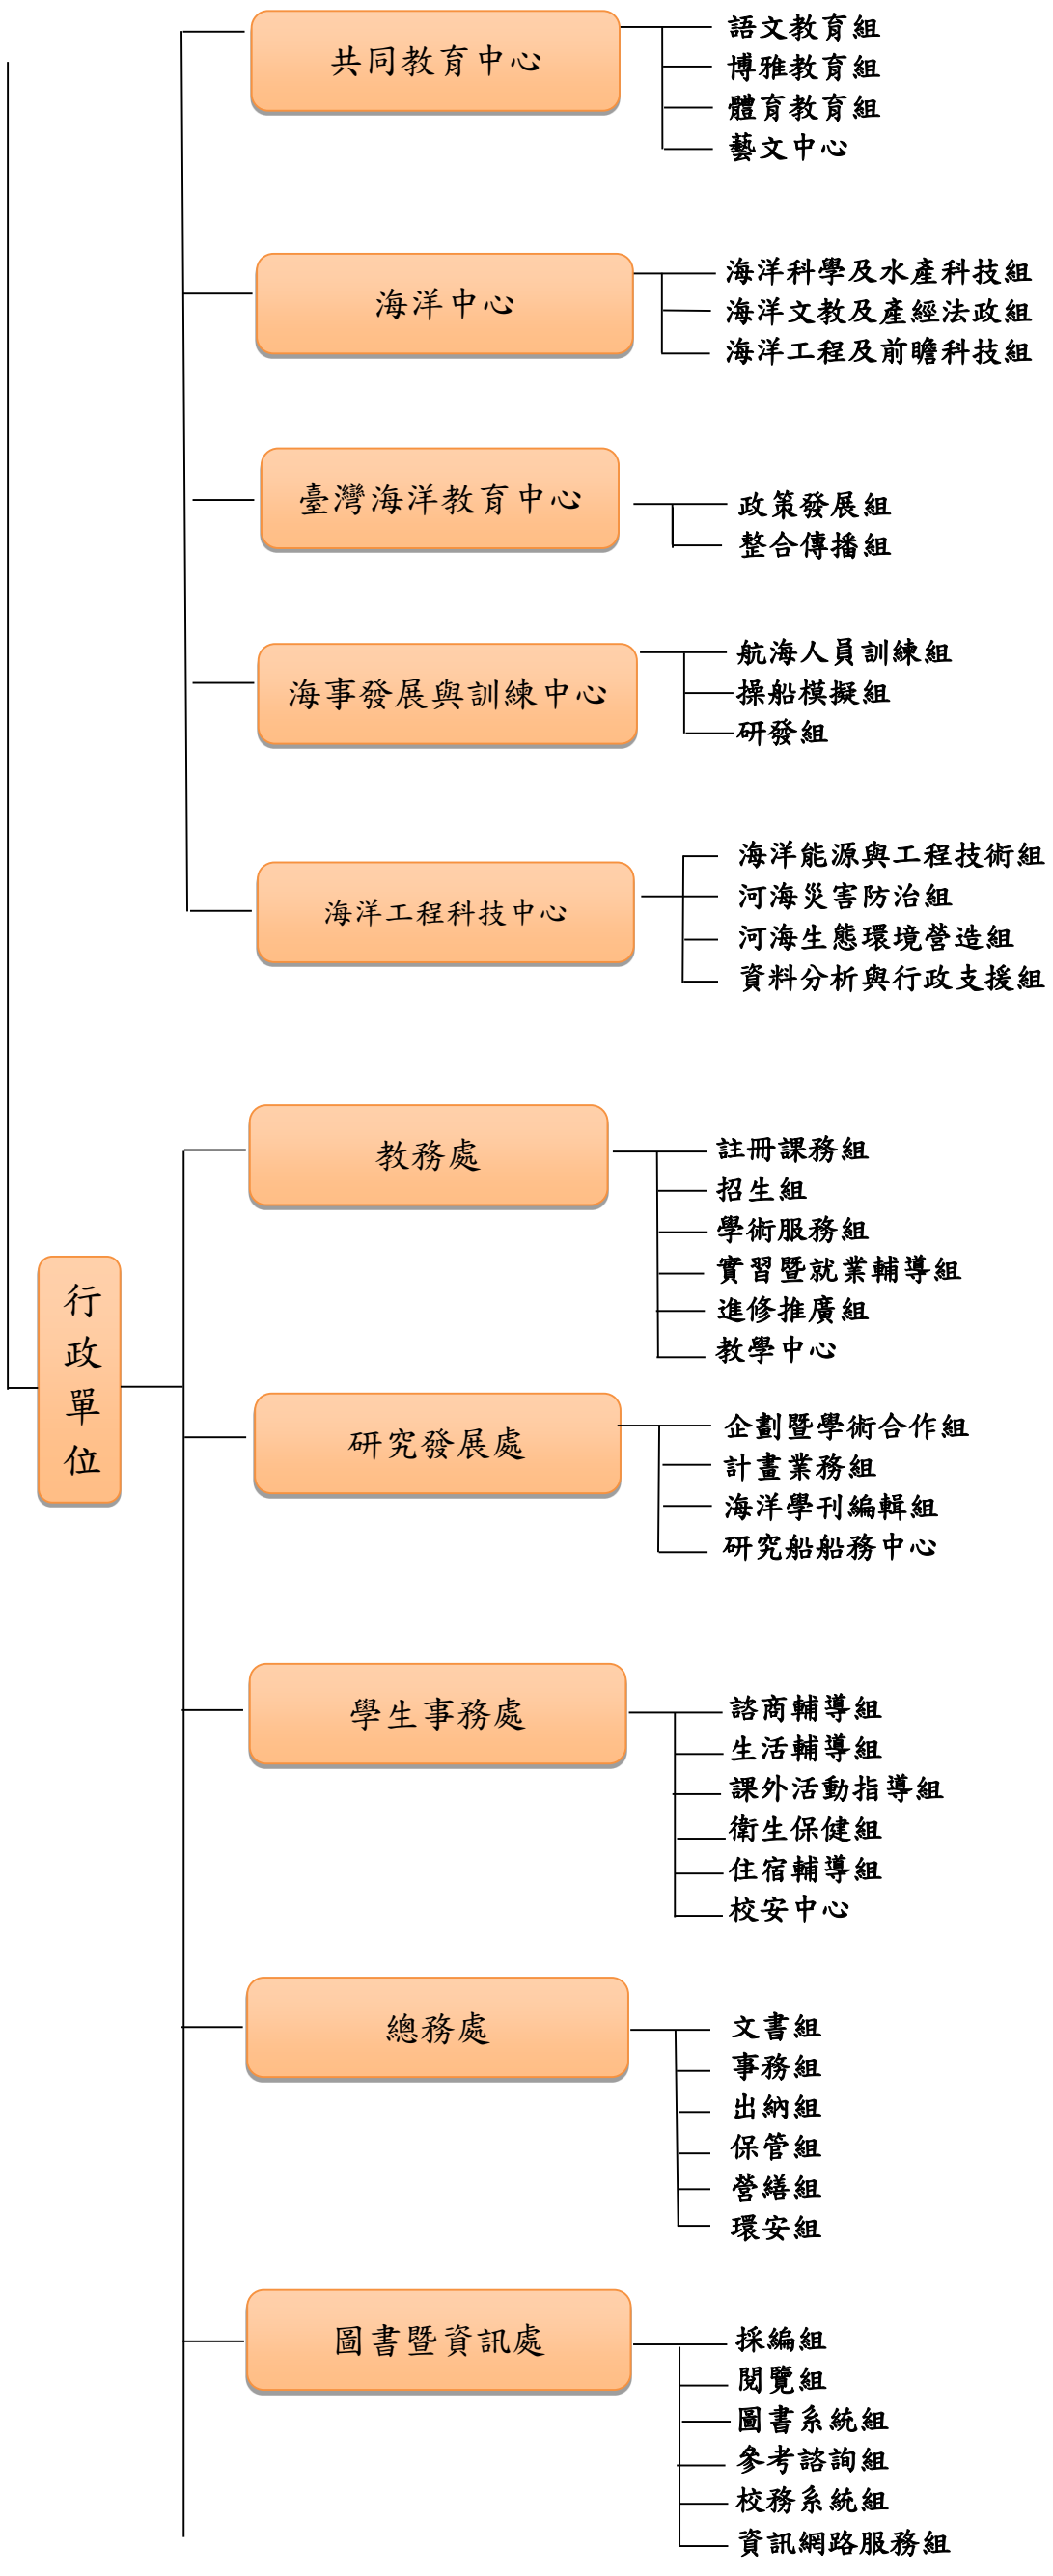 共同教育中心
語文教育組
博雅教育組
體育教育組
藝文中心
海洋中心
海洋科學及水產科技組
海洋文教及產經法政組
海洋工程及前瞻科技組
臺灣海洋教育中心
政策發展組
整合傳播組
海事發展與訓練中心
航海人員訓練組
操船模擬組
研發組
海洋工程科技中心
海洋能源與工程技術組
河海災害防治組
河海生態環境營造組
資料分析與行政支援組
行政單位
教務處
註冊課務組
招生組
學術服務組
實習暨就業輔導組
進修推廣組
教學中心
研究發展處
企劃暨學術合作組
計畫業務組
海洋學刊編輯組
研究船船務中心
學生事務處
諮商輔導組
生活輔導組
課外活動指導組
衛生保健組
住宿輔導組
校安中心
總務處
文書組
事務組
出納組
保管組
營繕組
環安組
圖書暨資訊處
採編組
閱覽組
圖書系統組
參考諮詢組
校務系統組
資訊網路服務組